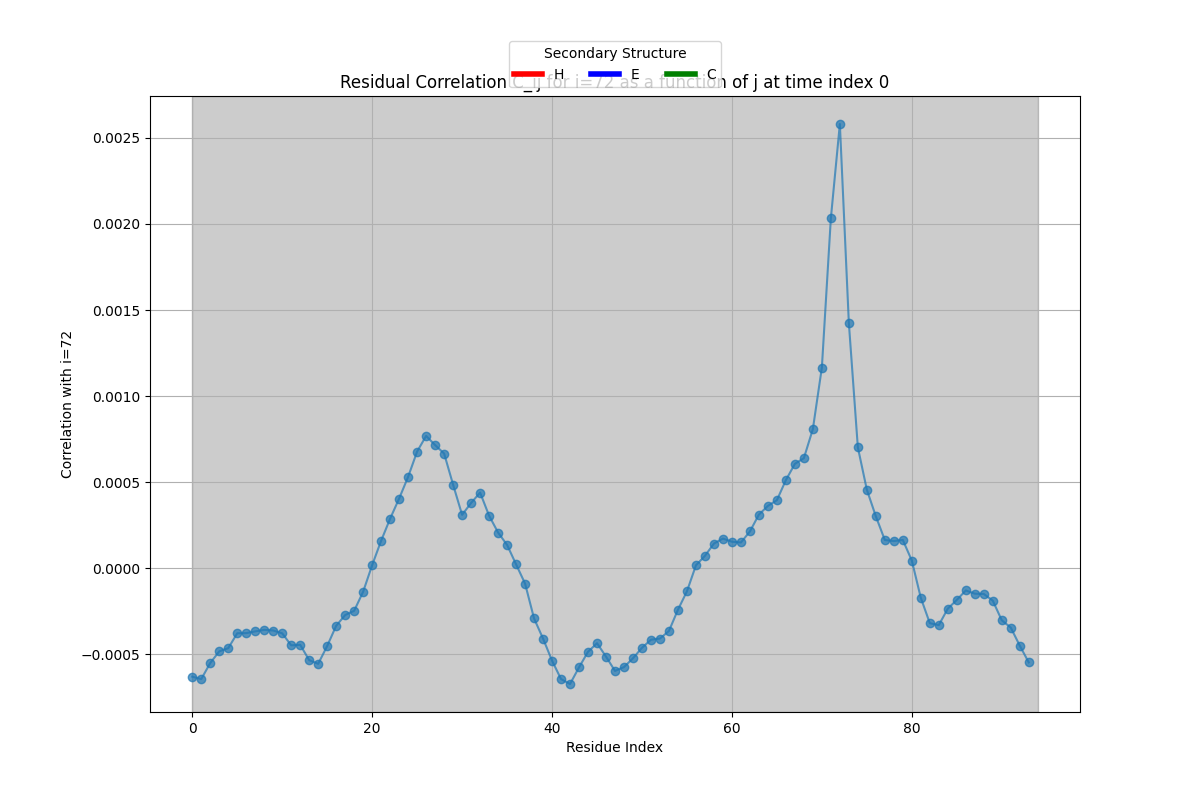 Secondary Structure
H E C
Residual Correlation C_ij for i=72 as a function of j at time index 0
0.0025
0.0020
0.0015
0.0010
0.0005
0.0000
−0.0005
Correlation with i=72
0 20 40 60 80
Residue Index